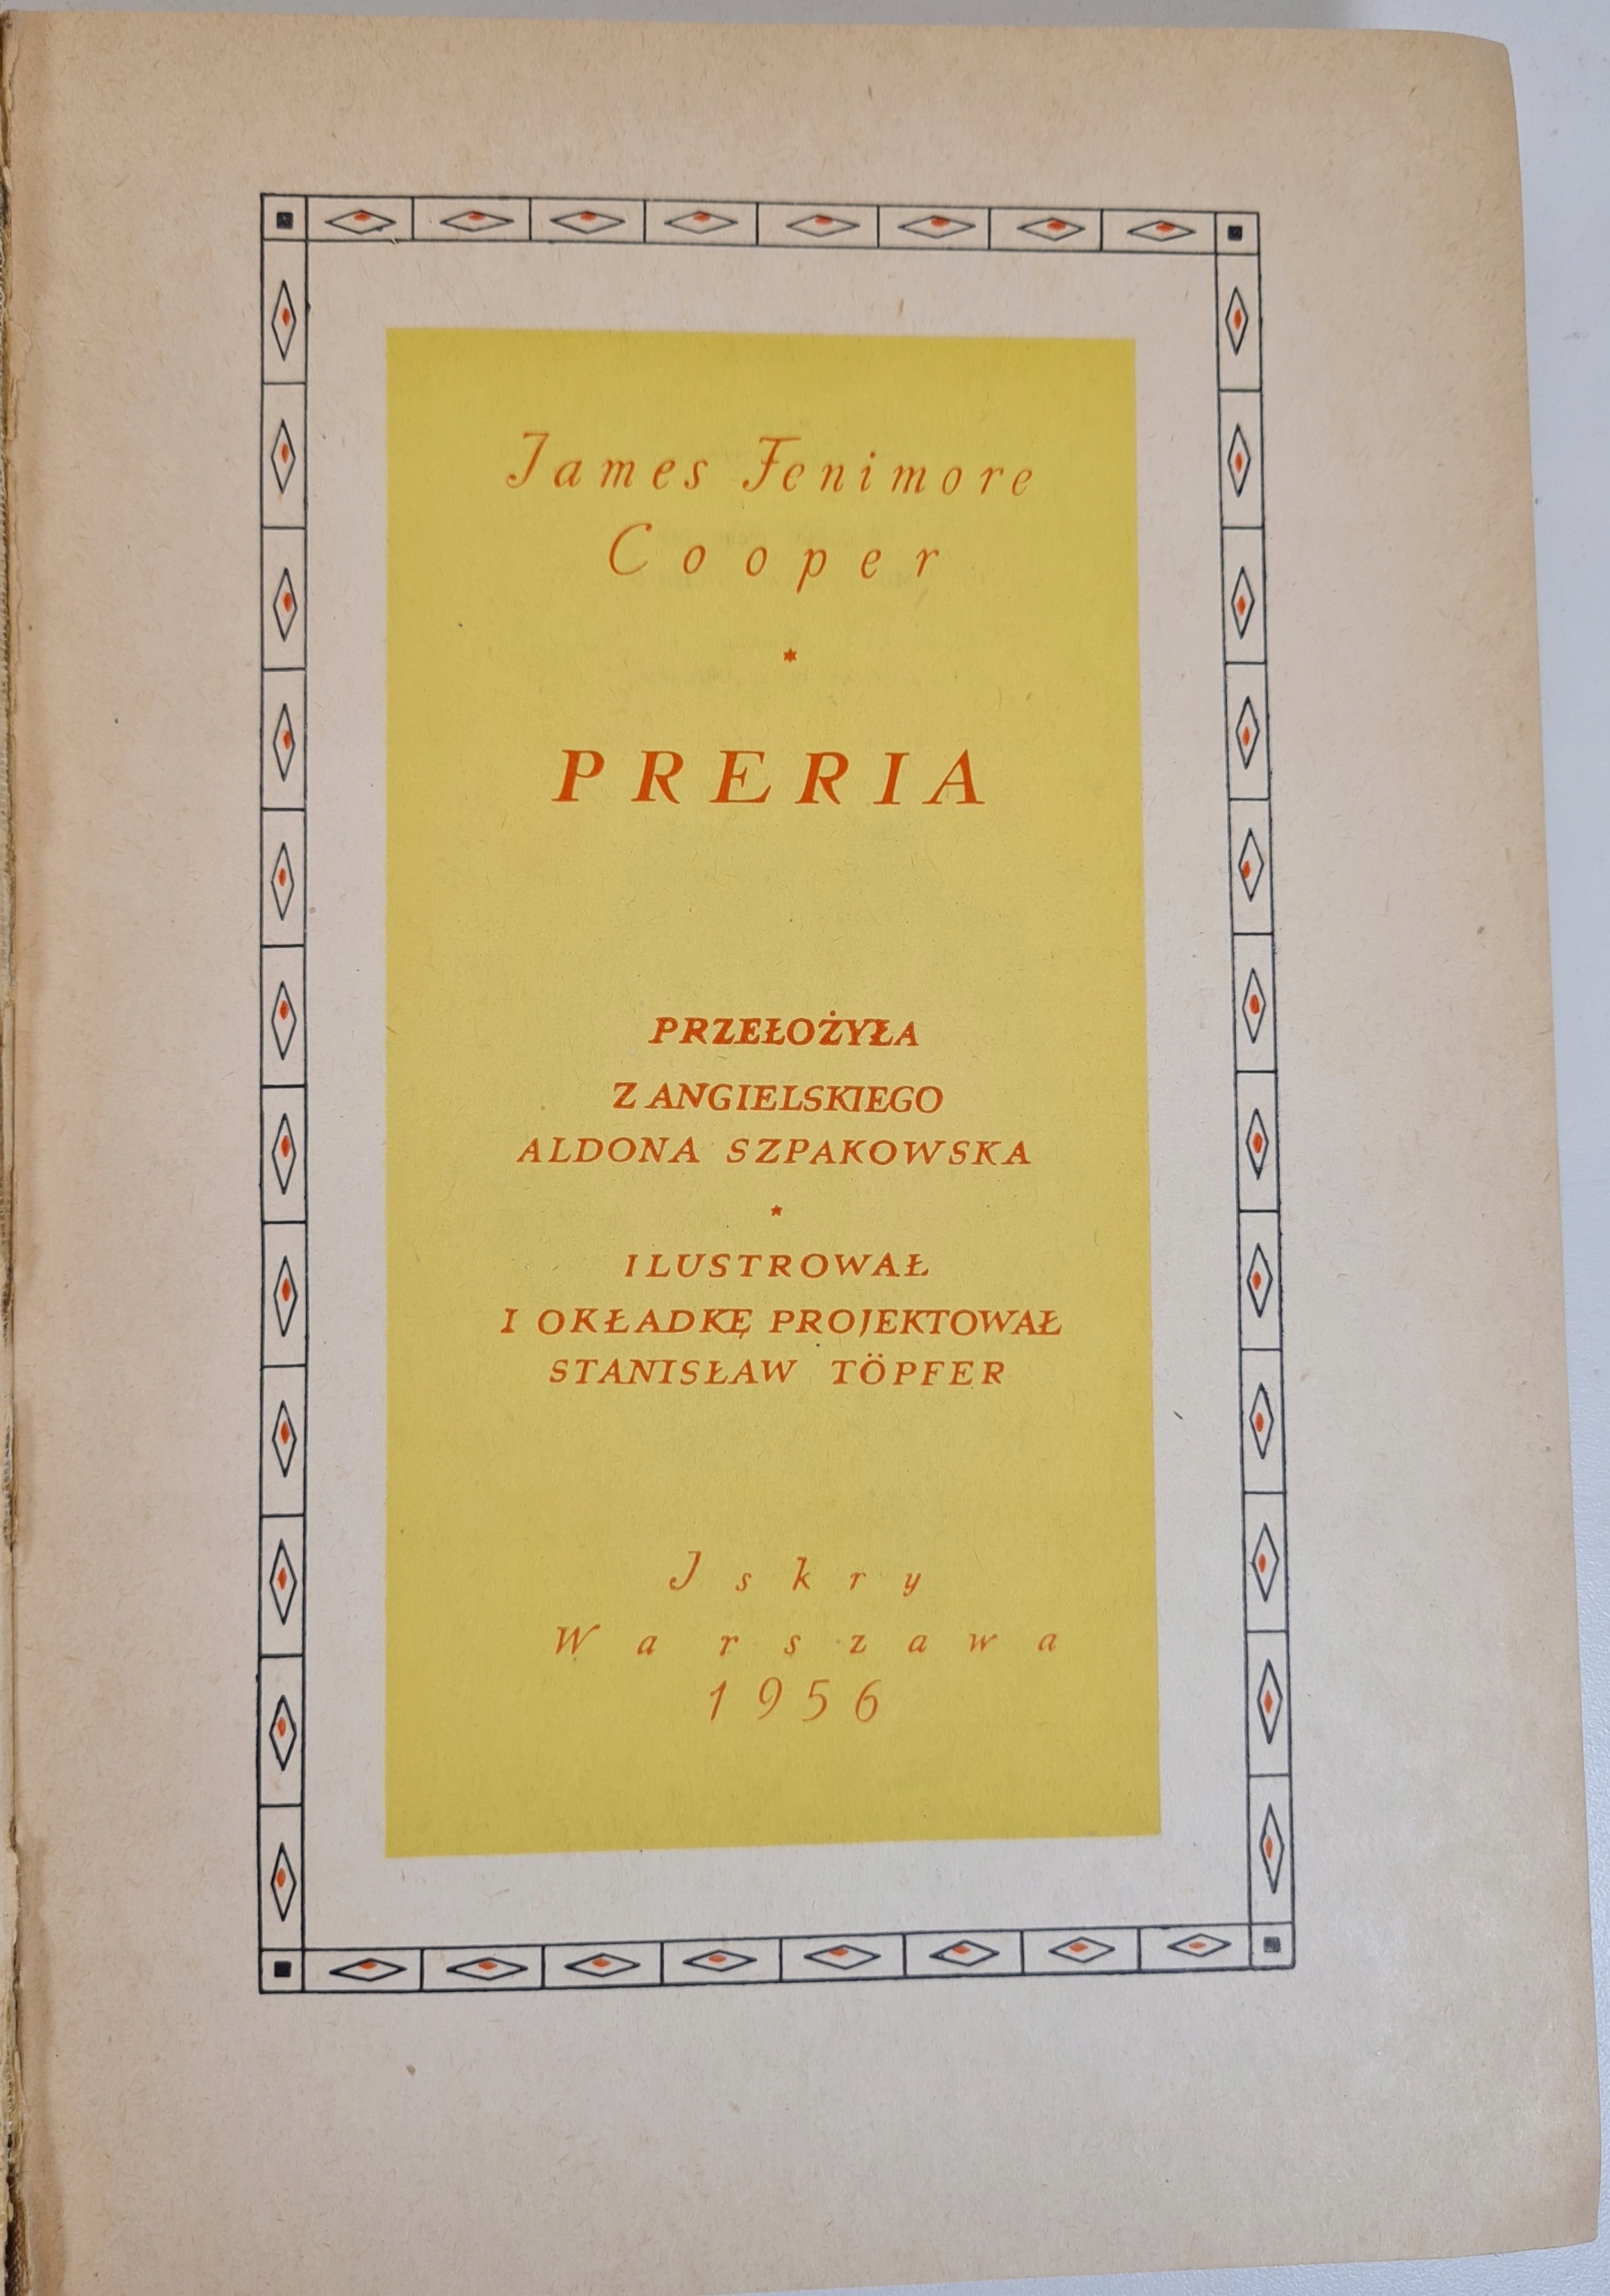 James Fenimore
Cooper
*
PRERIA
PRZEŁOŻYŁA
Z ANGIELSKIEGO
ALDONA SZPAKOWSKA
*
ILUSTROWAŁ
I OKŁADKĘ PROJEKTOWAŁ
STANISŁAW TÖPFER
Iskry
Warszawa
1956